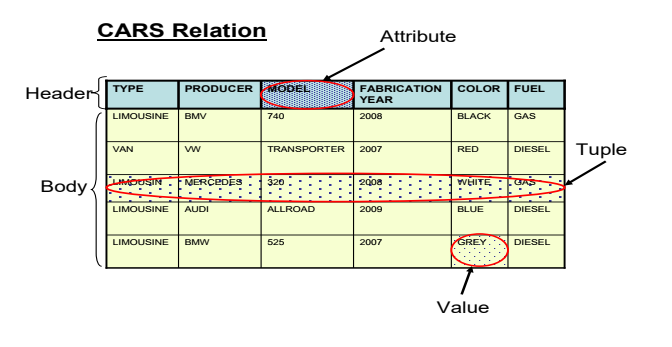 CARS Relation
Attribute
Header
TYPE PRODUCER MODEL FABRICATION YEAR COLOR FUEL
LIMOUSINE BMV 740 2008 BLACK GAS
VAN VW TRANSPORTER 2007 RED DIESEL
Tuple
Body
LIMOUSIN MERCPDES 320 2008 WHITE GAS
LIMOUSINE AUDI ALLROAD 2009 BLUE DIESEL
LIMOUSINE BMW 525 2007 GREY DIESEL
Value